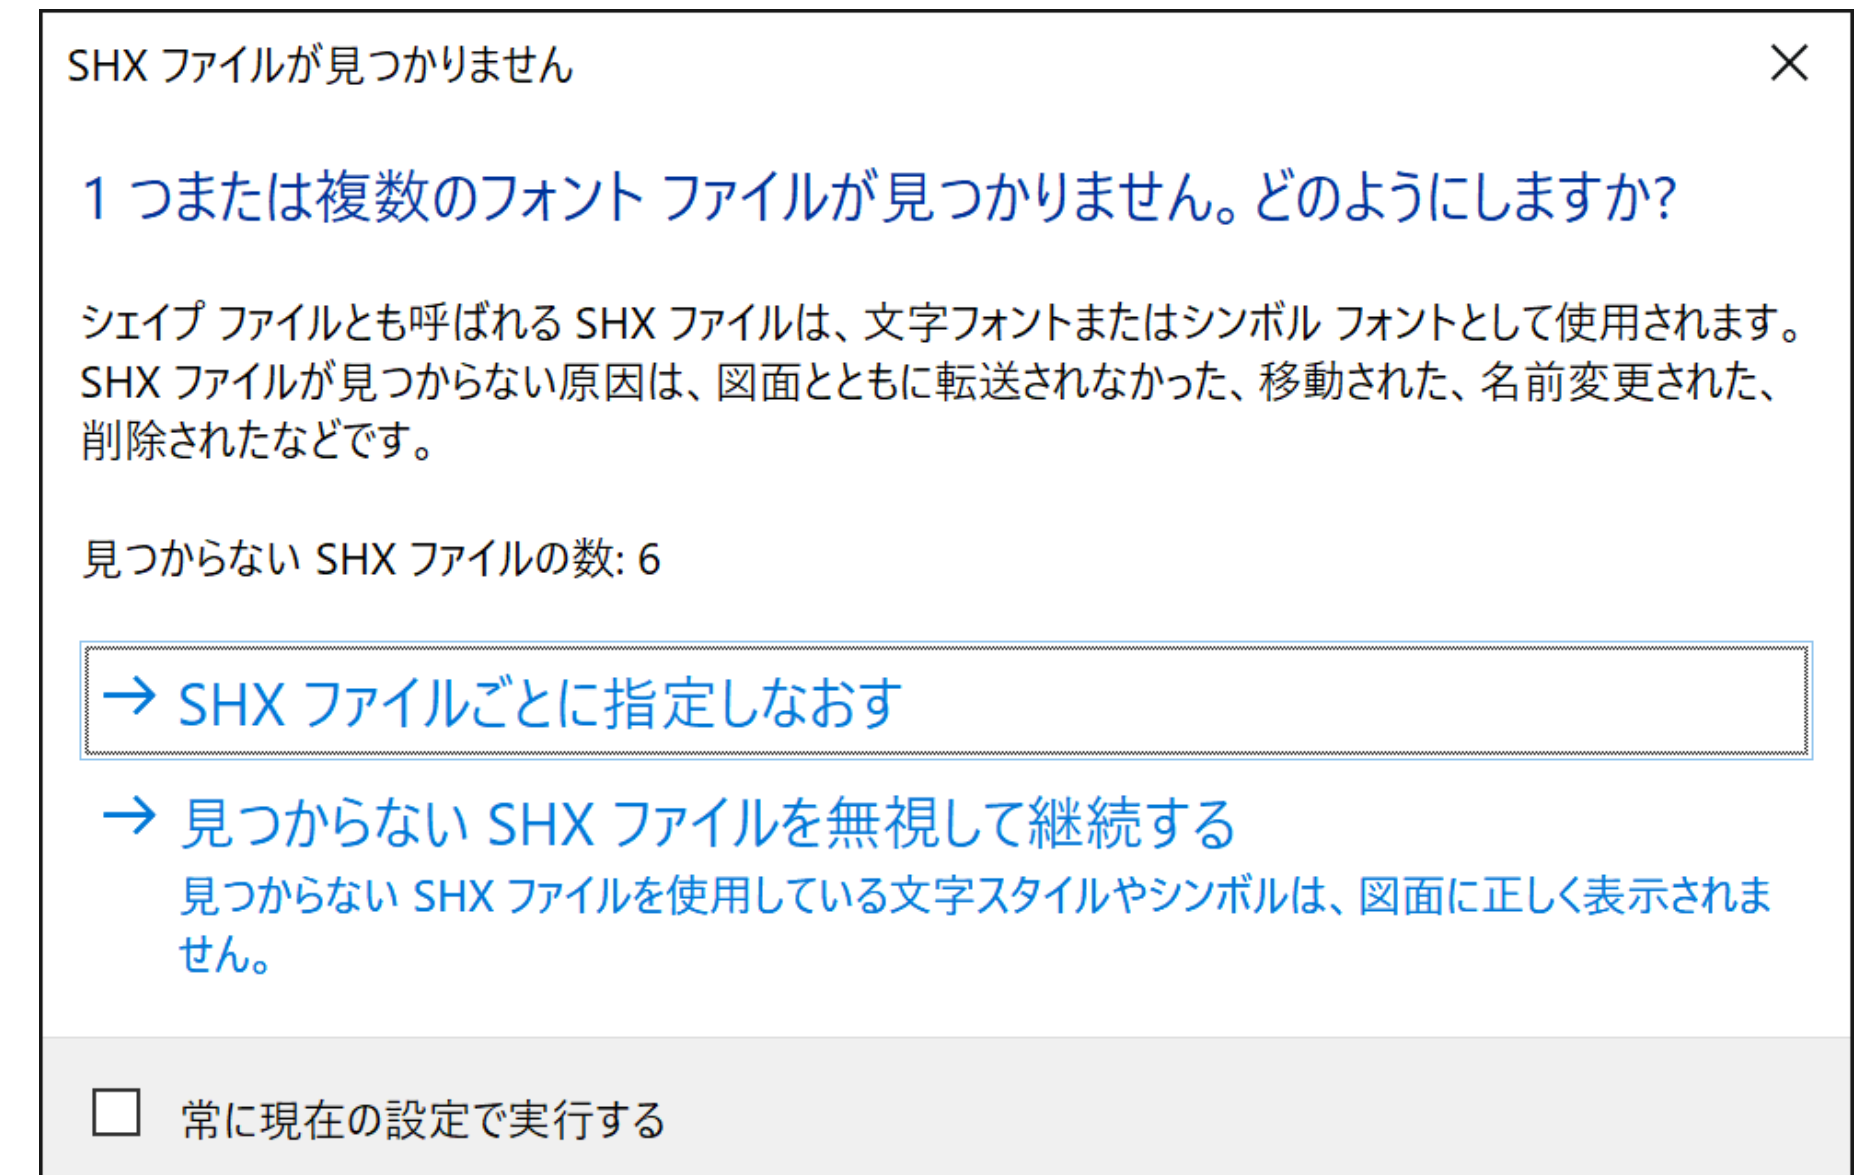 SHX ファイルが見つかりません
1 つまたは複数のフォント ファイルが見つかりません。どのようにしますか?
シェイプ ファイルとも呼ばれる SHX ファイルは、文字フォントまたはシンボル フォントとして使用されます。
SHX ファイルが見つからない原因は、図面とともに転送されなかった、移動された、名前変更された、
削除されたなどです。
見つからない SHX ファイルの数: 6
→ SHX ファイルごとに指定しなおす
→ 見つからない SHX ファイルを無視して継続する
見つからない SHX ファイルを使用している文字スタイルやシンボルは、図面に正しく表示されま
せん。
常に現在の設定で実行する